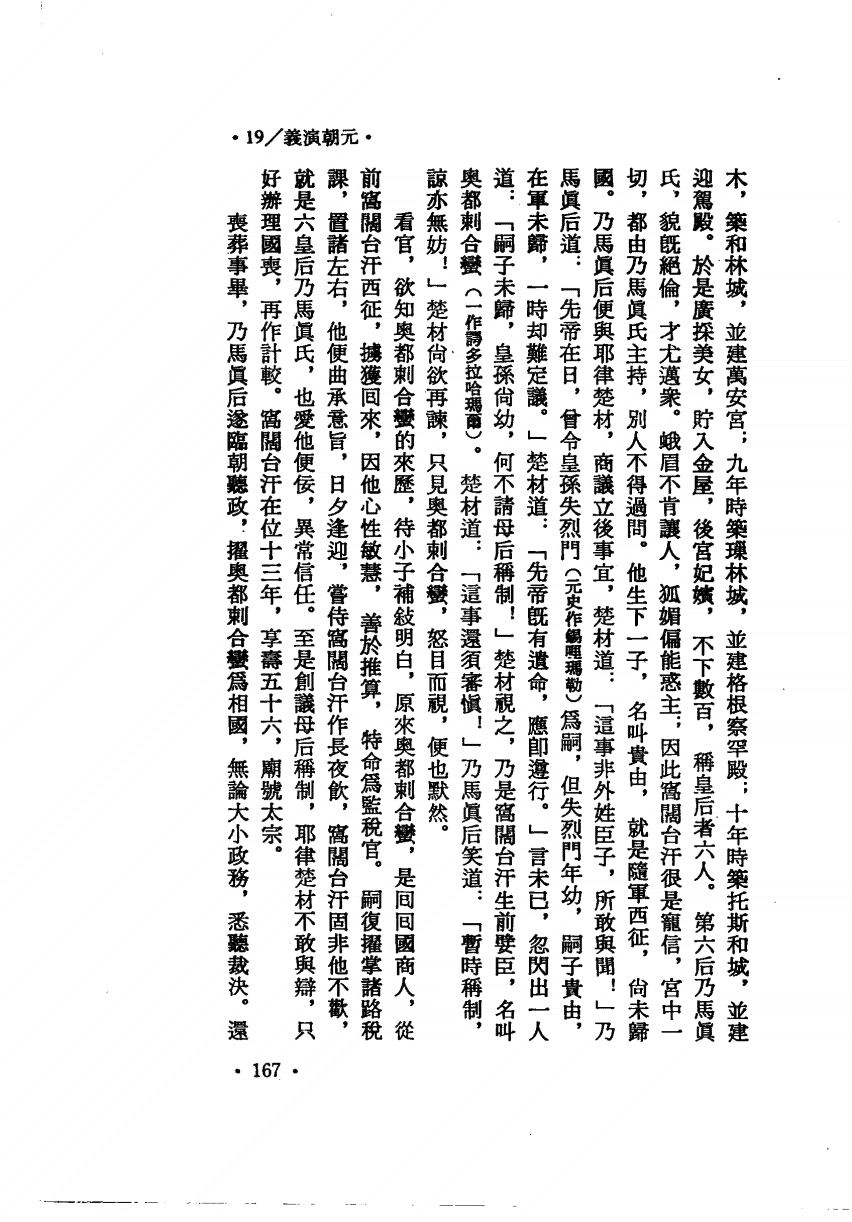 ·元朝演義/19·
木，築和林城，並建萬安宮；九年時築璅林城，並建格根察罕殿；十年時築托斯和城，並建
迎駕殿。於是廣採美女，貯入金屋，後宮妃嬪，不下數百，稱皇后者六人。第六后乃馬眞
氏，貌旣絕倫，才尤邁衆。蛾眉不肯讓人，狐媚偏能惑主；因此窩闊台汗很是寵信，宮中一
切，都由乃馬眞氏主持，別人不得過問。他生下一子，名叫貴由，就是隨軍西征，尙未歸
國。乃馬眞后便與耶律楚材，商議立後事宜，楚材道：「這事非外姓臣子，所敢與聞！」乃
馬眞后道：「先帝在日，曾令皇孫失烈門（元史作錫哩瑪勒）爲嗣，但失烈門年幼，嗣子貴由，
在軍未歸，一時却難定議。」楚材道：「先帝旣有遺命，應卽遵行。」言未已，忽閃出一人
道：「嗣子未歸，皇孫尙幼，何不請母后稱制！」楚材視之，乃是窩闊台汗生前嬖臣，名叫
奧都剌合蠻（一作諤多拉哈瑪爾）。楚材道：「這事還須審愼！」乃馬眞后笑道：「暫時稱制，
諒亦無妨！」楚材尙欲再諫，只見奧都剌合蠻，怒目而視，便也默然。
看官，欲知奧都剌合蠻的來歷，待小子補敍明白，原來奧都剌合蠻，是囘囘國商人，從
前窩闊台汗西征，擄獲囘來，因他心性敏慧，善於推算，特命爲監稅官。嗣復擢掌諸路稅
課，置諸左右，他便曲承意旨，日夕逢迎，嘗侍窩闊台汗作長夜飲，窩闊台汗固非他不歡，
就是六皇后乃馬眞氏，也愛他便佞，異常信任。至是創議母后稱制，耶律楚材不敢與辯，只
好辦理國喪，再作計較。窩闊台汗在位十三年，享壽五十六，廟號太宗。
喪葬事畢，乃馬眞后遂臨朝聽政，擢奧都剌合蠻爲相國，無論大小政務，悉聽裁決。還
·167·